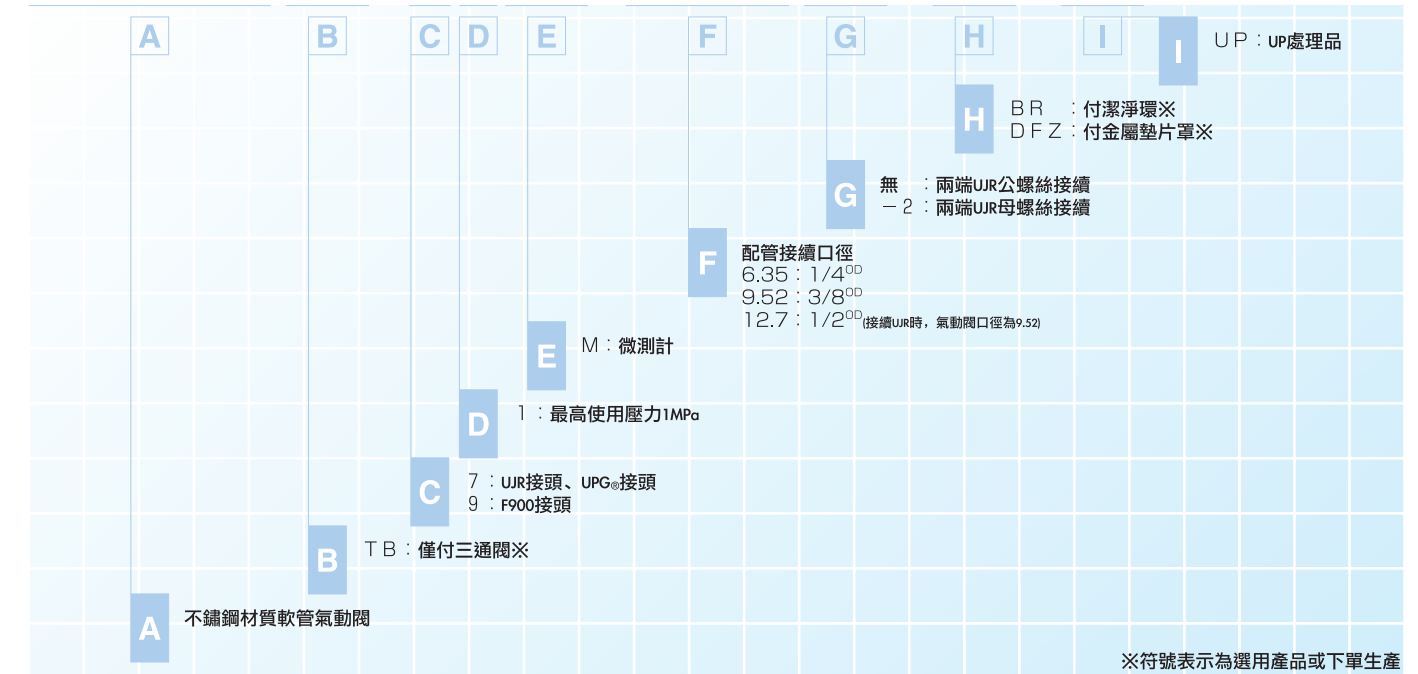 A B C D E F G H I
I UP：UP處理品
H BR：付潔淨環※
DFZ：付金屬墊片罩※
G 無：兩端UJR公螺絲接續
－2：兩端UJR母螺絲接續
F 配管接續口徑
6.35：1/4OD
9.52：3/8OD
12.7：1/2OD(接續UJR時，氣動閥口徑為9.52)
E M：微測計
D 1：最高使用壓力1MPa
C 7：UJR接頭、UPG®接頭
9：F900接頭
B TB：僅付三通閥※
A 不鏽鋼材質軟管氣動閥
※符號表示為選用產品或下單生產